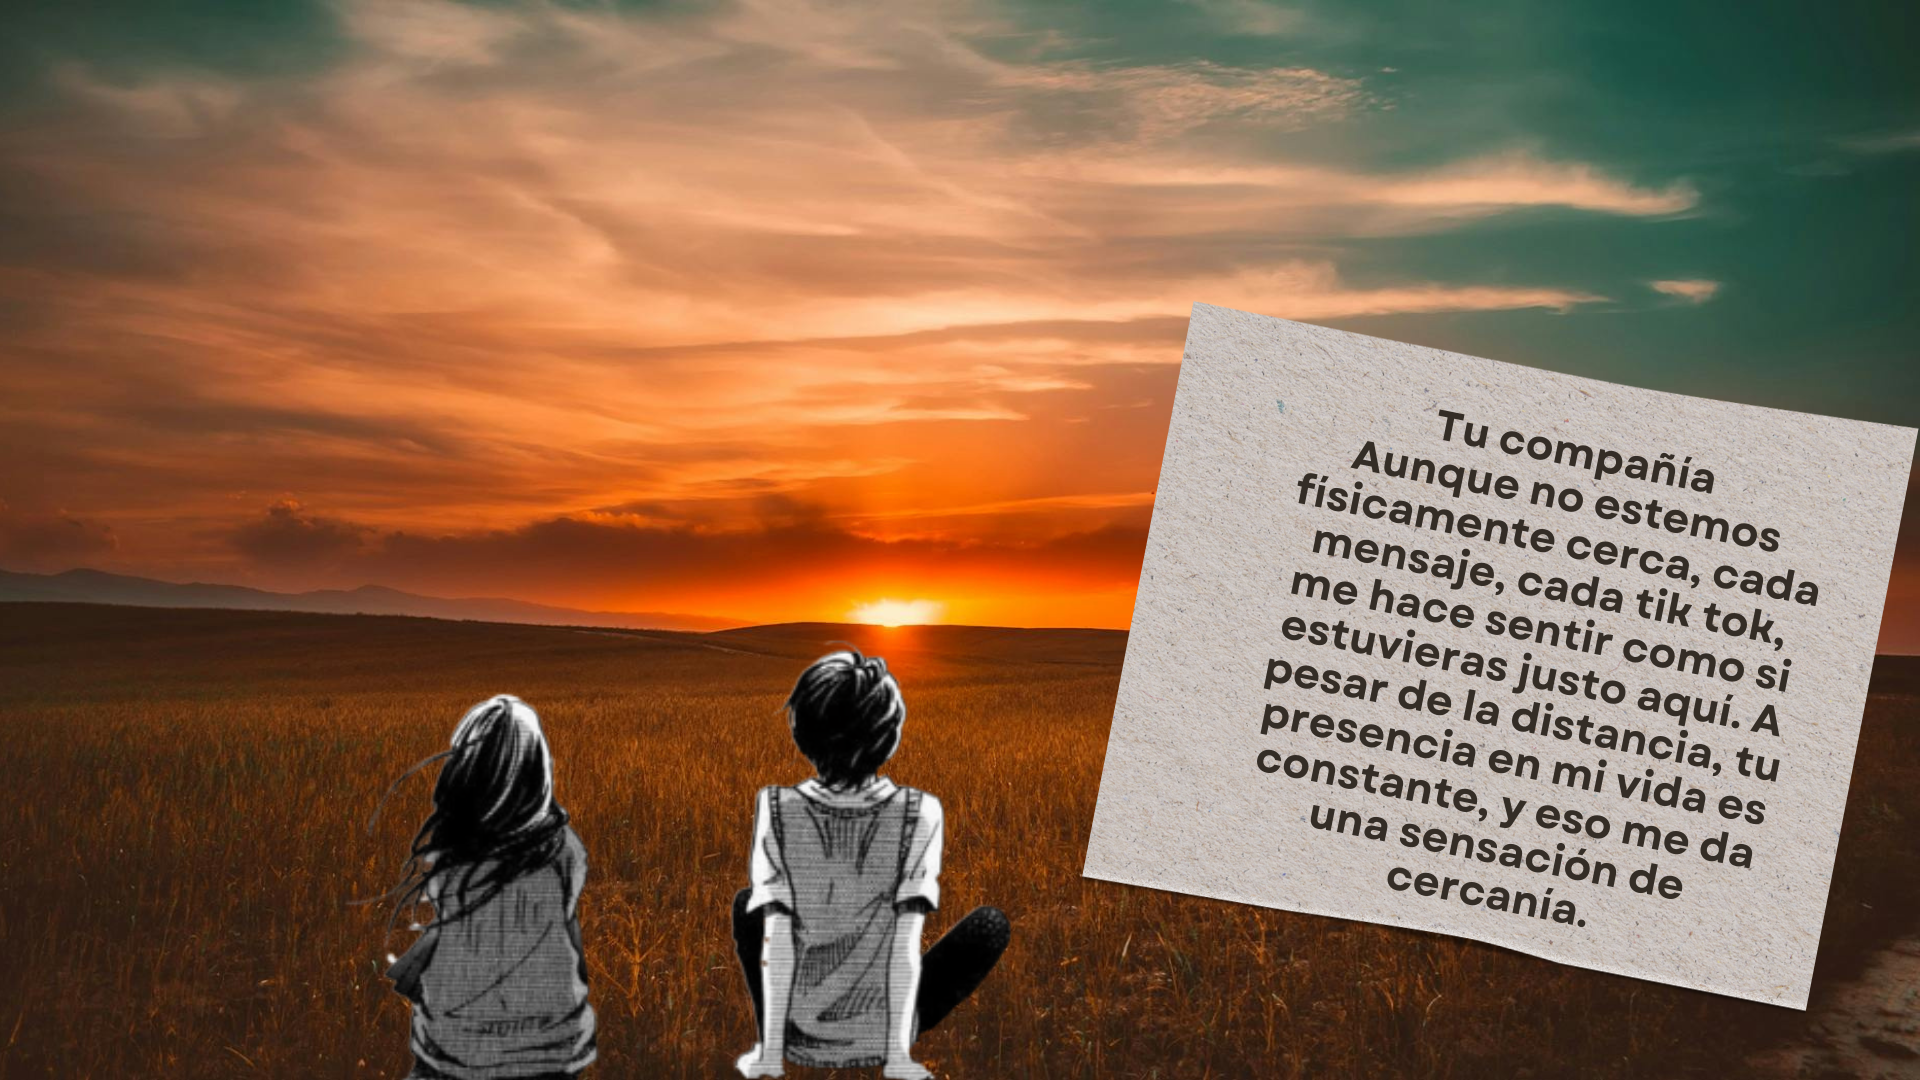 Tu compañía
Aunque no estemos
físicamente cerca, cada
mensaje, cada tik tok,
me hace sentir como si
estuvieras justo aquí. A
pesar de la distancia, tu
presencia en mi vida es
constante, y eso me da
una sensación de
cercanía.